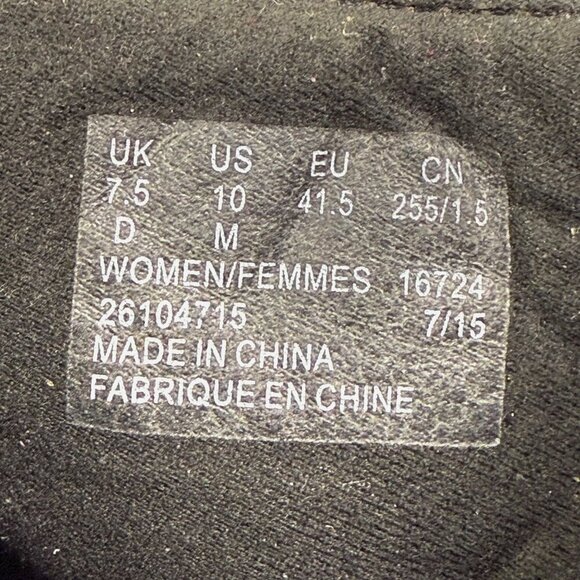 UK US EU CN
7.5 10 41.5 255/1.5
D M
WOMEN/FEMMES 16724
26104715 7/15
MADE IN CHINA
FABRIQUE EN CHINE